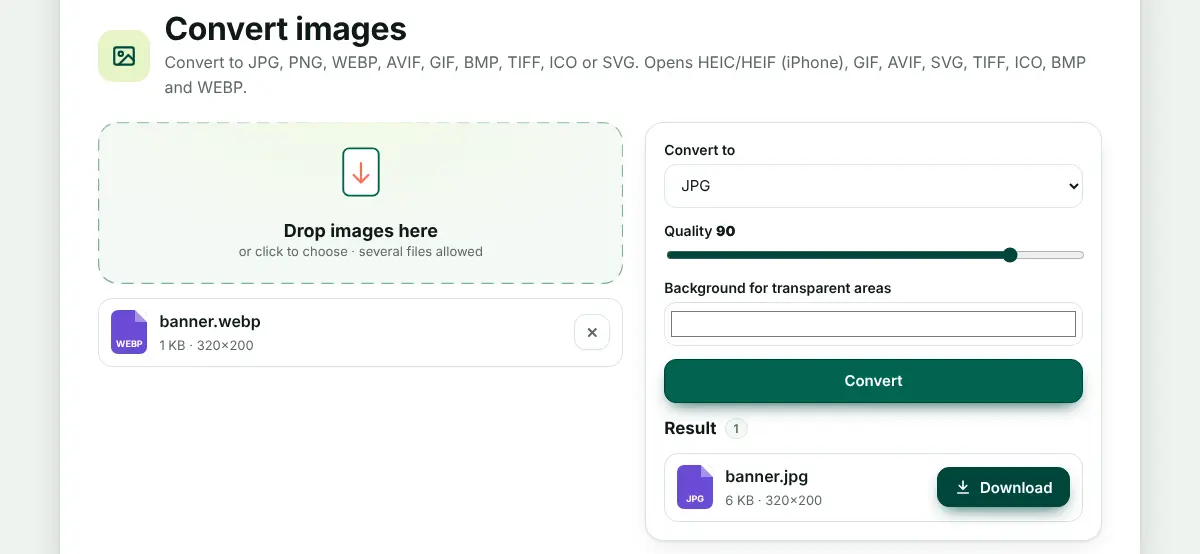 Convert images
Convert to JPG, PNG, WEBP, AVIF, GIF, BMP, TIFF, ICO or SVG. Opens HEIC/HEIF (iPhone), GIF, AVIF, SVG, TIFF, ICO, BMP
and WEBP.
Drop images here
or click to choose · several files allowed
WEBP
banner.webp
1 KB · 320×200
✕
Convert to
JPG
Quality 90
Background for transparent areas
Convert
Result 1
JPG
banner.jpg
6 KB · 320×200
Download